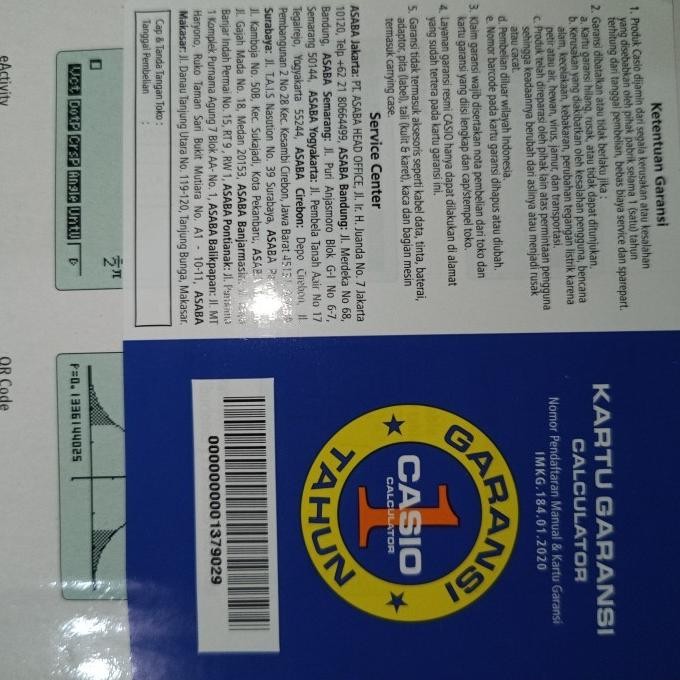 Ketentuan Garansi
1. Produk Casio dijamin dari segala kerusakan atau kesalahan
yang disebabkan oleh pihak pabrik selama 1 (satu) tahun
terhitung dari tanggal pembelian, bebas biaya service dan sparepart.
2. Garansi dibatalkan atau tidak berlaku jika :
a. Kartu garansi hilang, rusak, atau tidak dapat ditunjukan.
b. Kerusakan yang diakibatkan oleh kesalahan pengguna, bencana
alam, kecelakaan, kebakaran, perubahan tegangan listrik karena
petir atau air, hewan, virus, jamur, dan transportasi.
c. Produk telah direparasi oleh pihak lain atas permintaan pengguna
sehingga keadaannya berubah dari aslinya atau menjadi rusak
atau cacat.
d. Pembelian diluar wilayah Indonesia.
e. Nomor barcode pada kartu garansi dihapus atau diubah.
3. Klaim garansi wajib disertakan nota pembelian dari toko dan
kartu garansi yang diisi lengkap dan cap/stempel toko.
4. Layanan garansi resmi CASIO hanya dapat dilakukan di alamat
yang sudah tertera pada kartu garansi ini.
5. Garansi tidak termasuk aksesoris seperti kabel data, tinta, baterai,
adaptor, pita (label), tali (kulit & karet), kaca dan bagian mesin
termasuk carrying case.
Service Center
ASABA Jakarta: PT. ASABA HEAD OFFICE, Jl. Ir. H. Juanda No. 7 Jakarta
10120, Telp +62 21 80664499, ASABA Bandung: Jl. Merdeka No 68,
Bandung, ASABA Semarang: Jl. Puri Anjasmoro Blok G-I No 6-7,
Semarang 50144, ASABA Yogyakarta: Jl. Pembela Tanah Aair No 17
Tegalrejo, Yogyakarta 55244, ASABA Cirebon: Depo Cirebon, Jl.
Pembangunan 2 No 28 Kec. Kesambi Cirebon, Jawa Barat 45131
Surabaya: Jl. T.A.I.S Nasution No. 39 Surabaya, ASABA
Jl. Kamboja No. 50B, Kec. Sukajadi, Kota Pekanbaru,
Jl. Gajah Mada No. 18, Medan 20153, ASABA Banjarmasin:
Banjar Indah Permai No. 15, RT 9, RW 1, ASABA Pontianak: Jl.
1 Komplek Purnama Agung 7 Blok AA- No. 1, ASABA Balikpapan: Jl. MT
Haryono, Ruko Taman Sari Bukit Mutiara No. A1 - 10-11, ASABA
Makasar: Jl. Danau Tanjung Utara No. 119-120, Tanjung Bunga, Makasar.
Cap & Tanda Tangan Toko :
Tanggal Pembelian :
KARTU GARANSI
CALCULATOR
Nomor Pendaftaran Manual & Kartu Garansi
IMKG.184.01.2020
GARANSI
1
CASIO
CALCULATOR
TAHUN
0000000001379029
eActivity
QR Code
P=0.1336144025